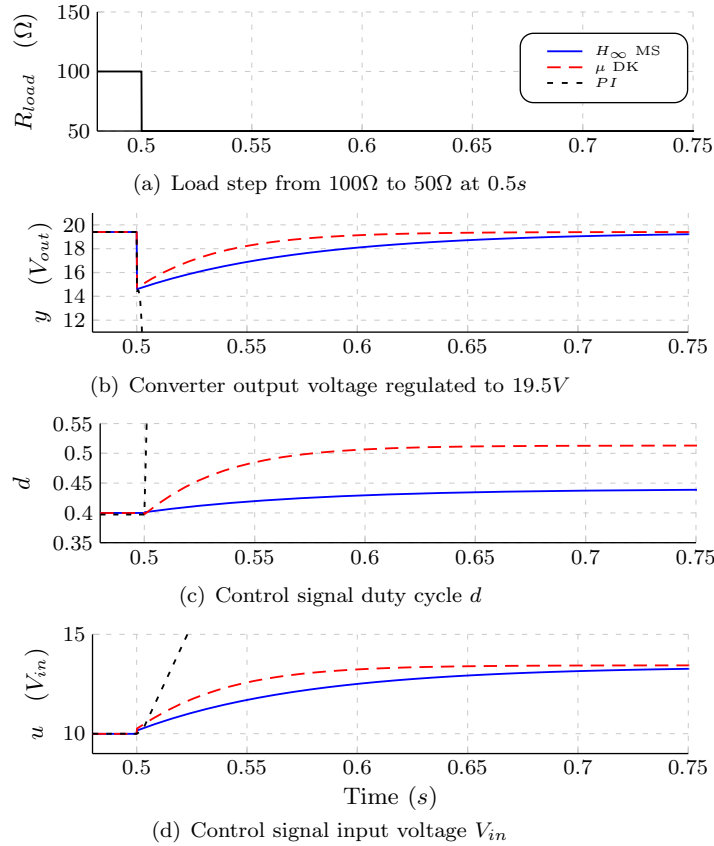 150
100
50
R_load (Ω)
H∞ MS
μ DK
PI
0.5 0.55 0.6 0.65 0.7 0.75
(a) Load step from 100Ω to 50Ω at 0.5s
20
18
16
14
12
y (V_out)
0.5 0.55 0.6 0.65 0.7 0.75
(b) Converter output voltage regulated to 19.5V
0.55
0.5
0.45
0.4
0.35
d
0.5 0.55 0.6 0.65 0.7 0.75
(c) Control signal duty cycle d
15
10
u (V_in)
0.5 0.55 0.6 0.65 0.7 0.75
Time (s)
(d) Control signal input voltage V_in